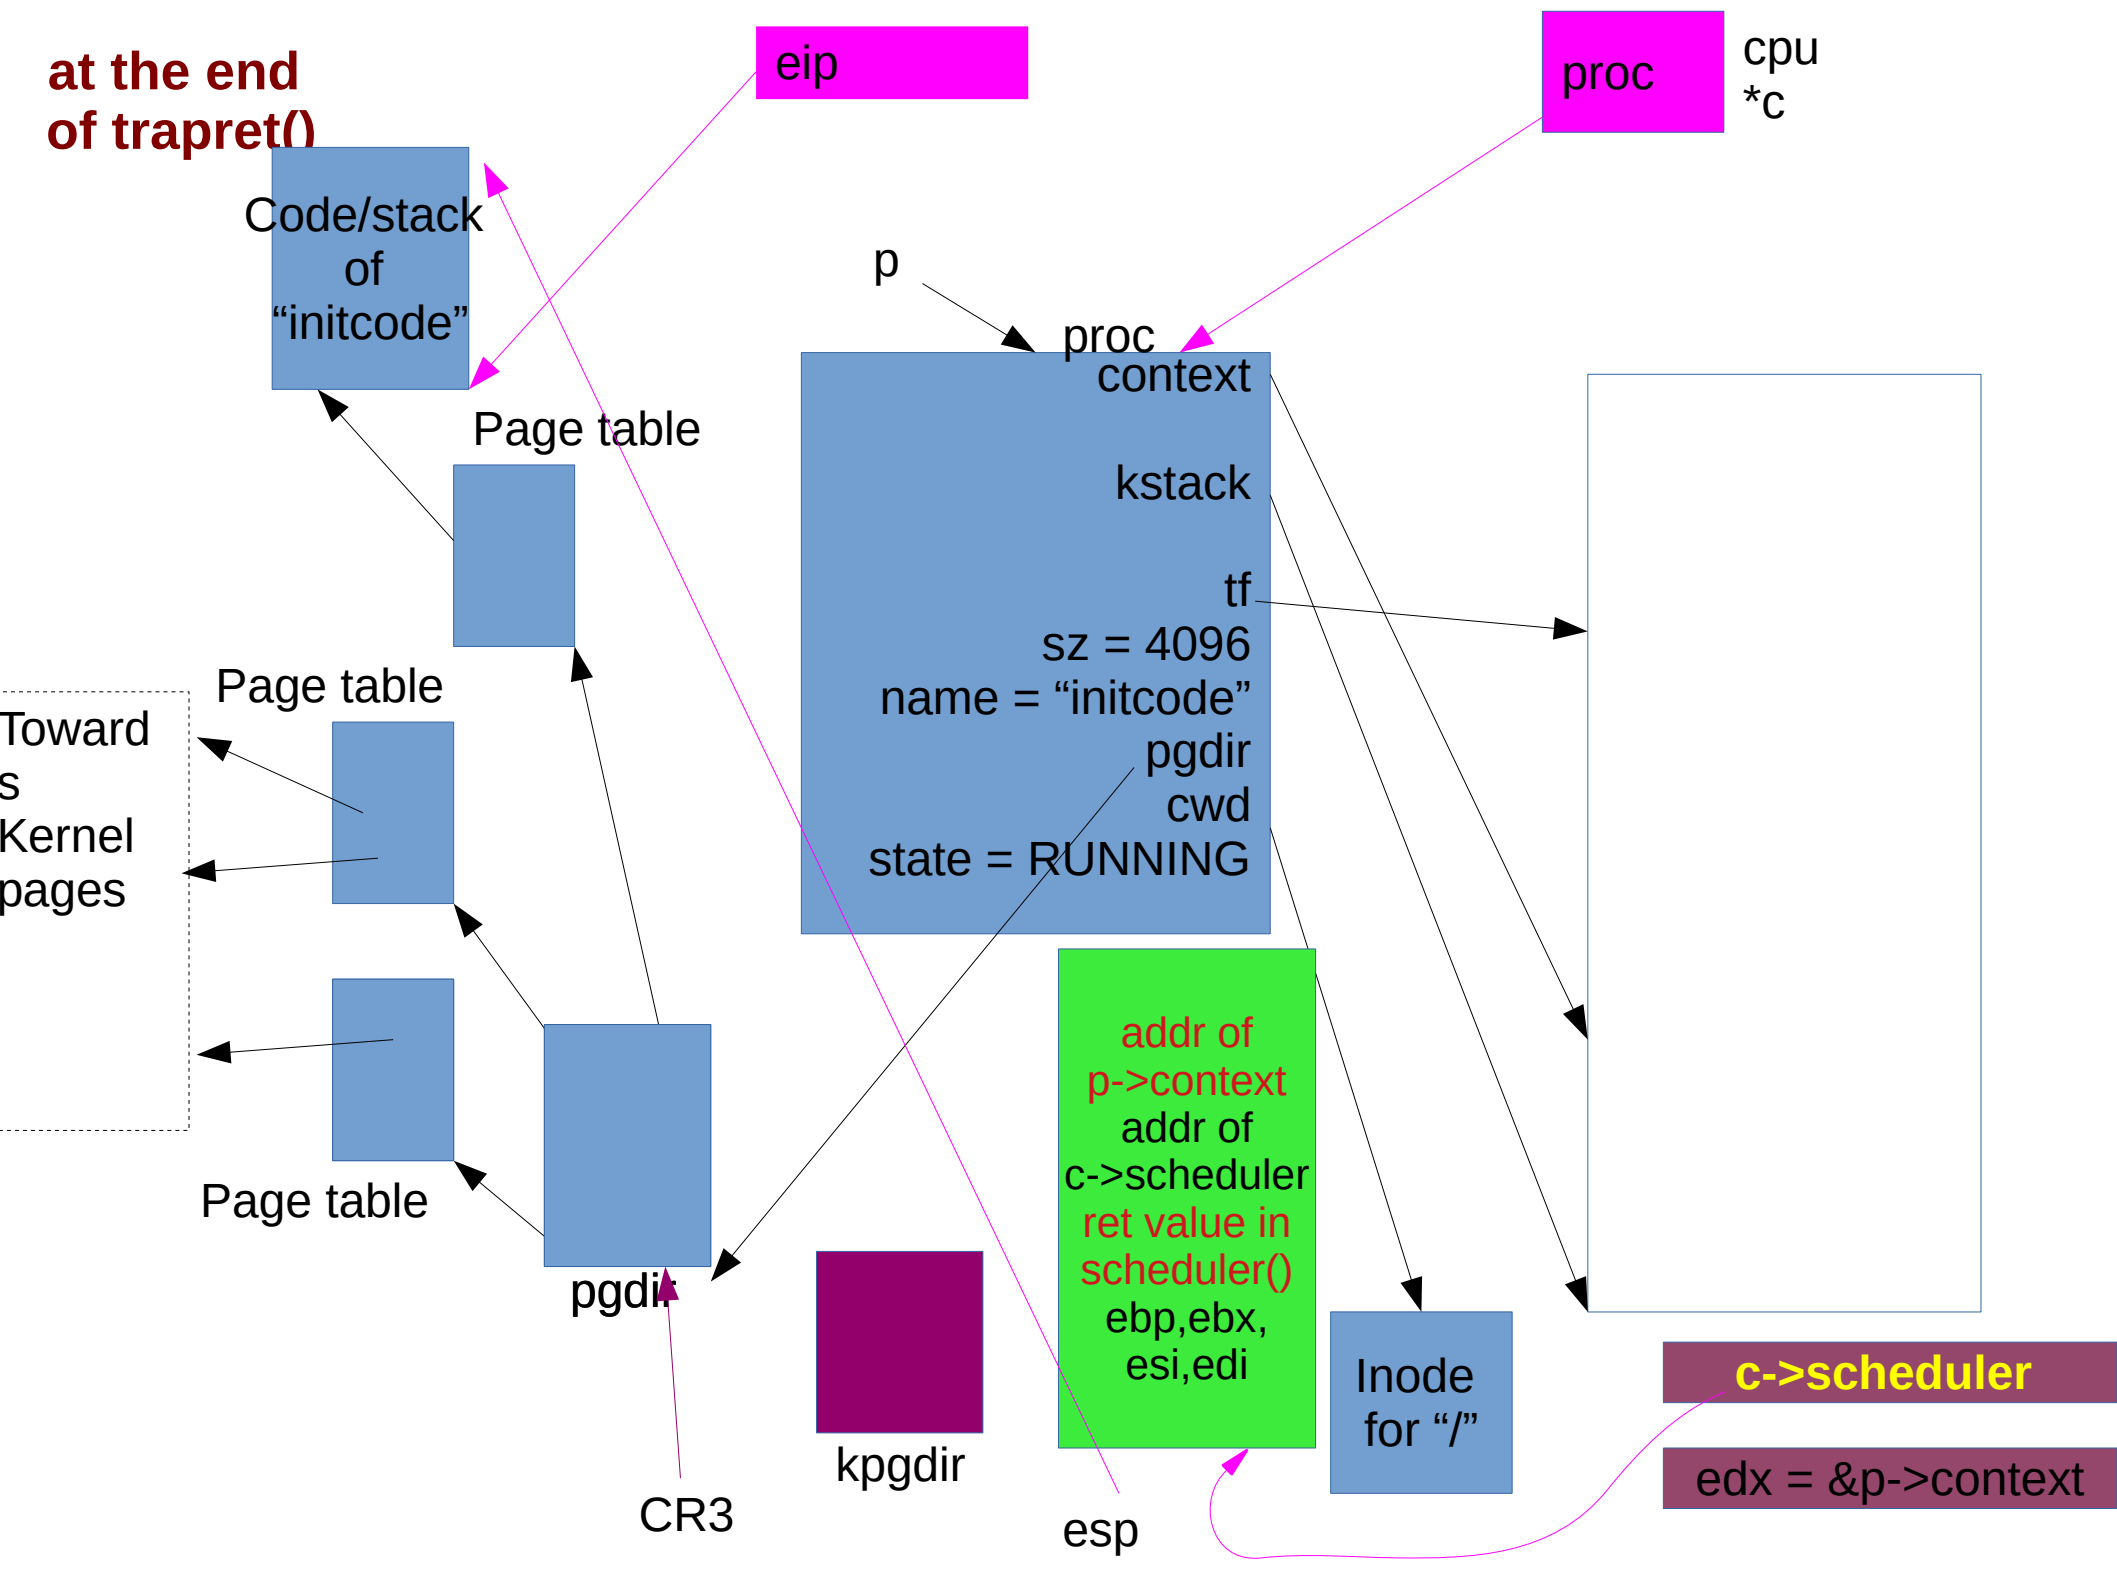 at the end
of trapret()
eip
proc
cpu
*c
Code/stack
of
“initcode”
p
proc
context
kstack
tf
sz = 4096
name = “initcode”
pgdir
cwd
state = RUNNING
Page table
Page table
Toward
s
Kernel
pages
Page table
pgdir
CR3
kpgdir
addr of
p->context
addr of
c->scheduler
ret value in
scheduler()
ebp,ebx,
esi,edi
esp
Inode
for “/”
c->scheduler
edx = &p->context